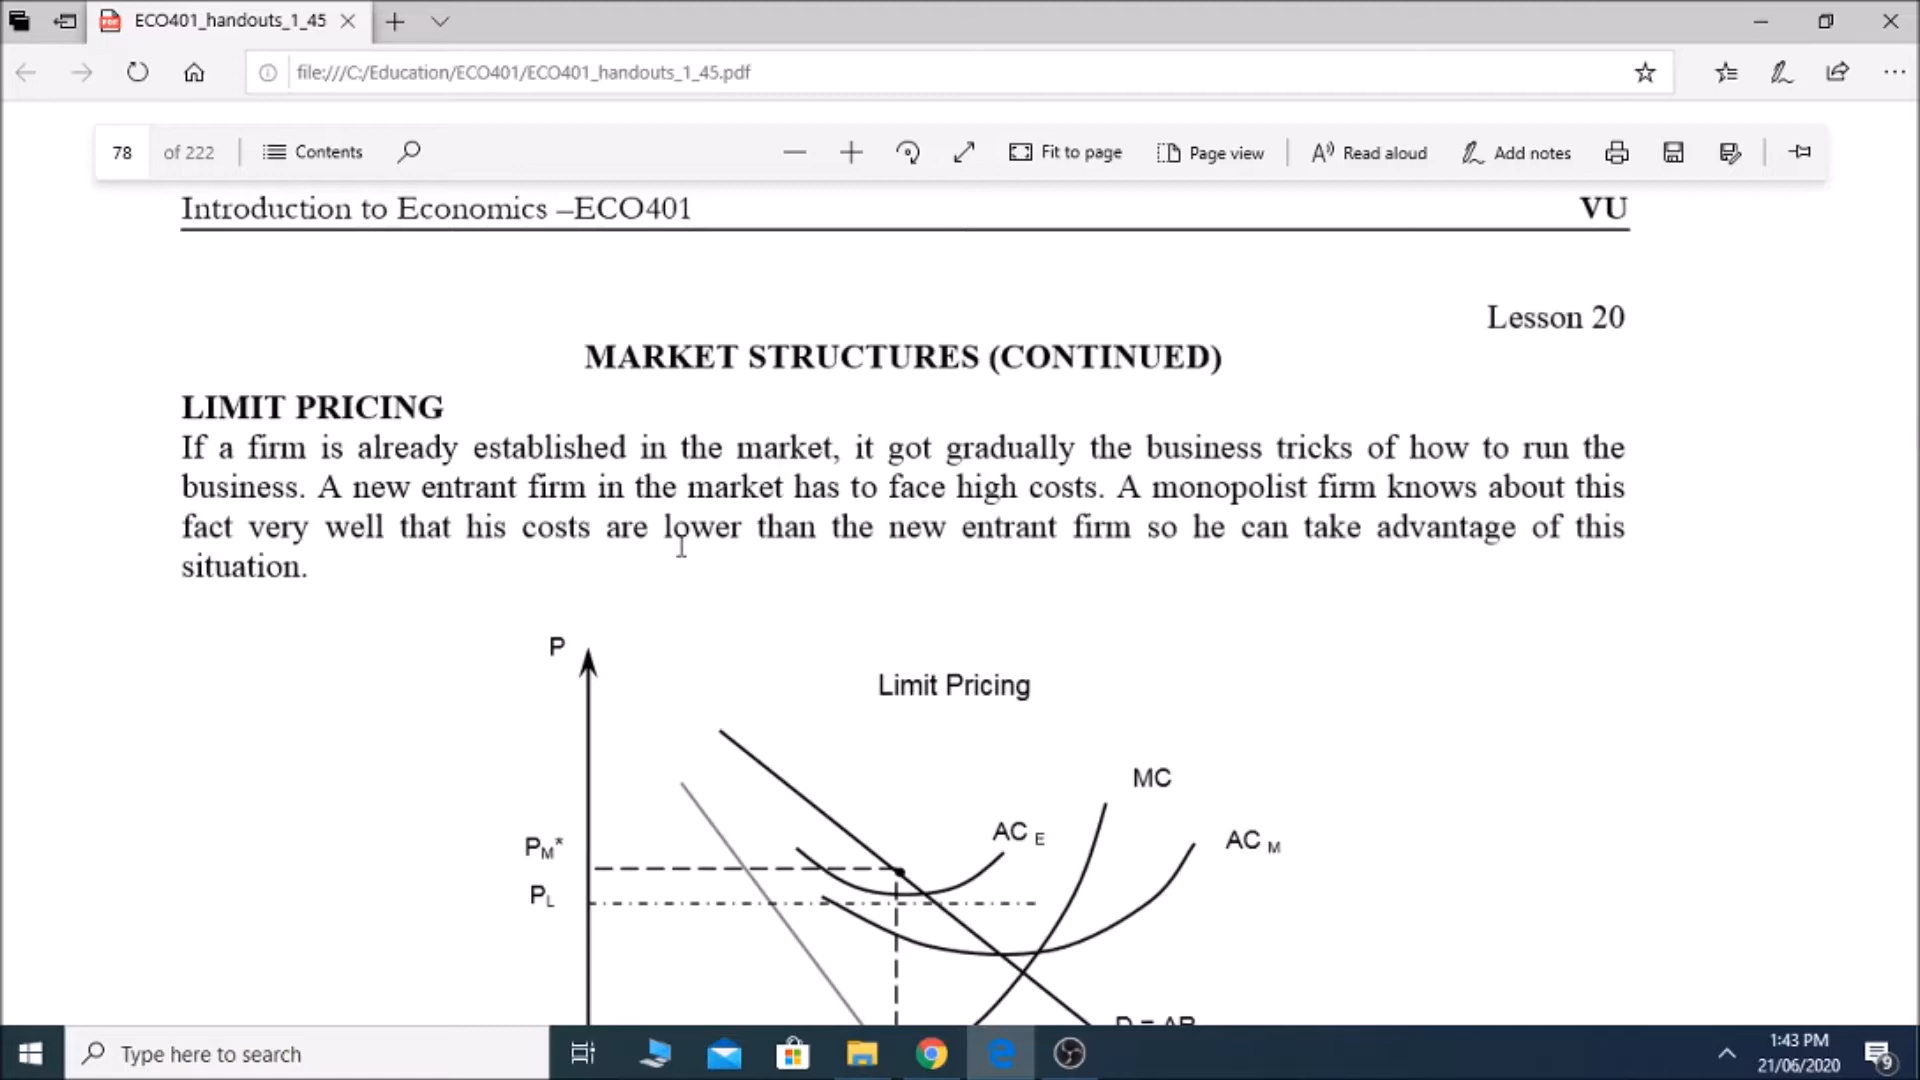 ECO401_handouts_1_45
file:///C:/Education/ECO401/ECO401_handouts_1_45.pdf
78 of 222 Contents Fit to page Page view Read aloud Add notes
Introduction to Economics –ECO401 VU
Lesson 20
MARKET STRUCTURES (CONTINUED)
LIMIT PRICING
If a firm is already established in the market, it got gradually the business tricks of how to run the
business. A new entrant firm in the market has to face high costs. A monopolist firm knows about this
fact very well that his costs are lower than the new entrant firm so he can take advantage of this
situation.
P
Limit Pricing
MC
AC E
AC M
PM*
PL
D = AR
Type here to search
1:43 PM
21/06/2020
9